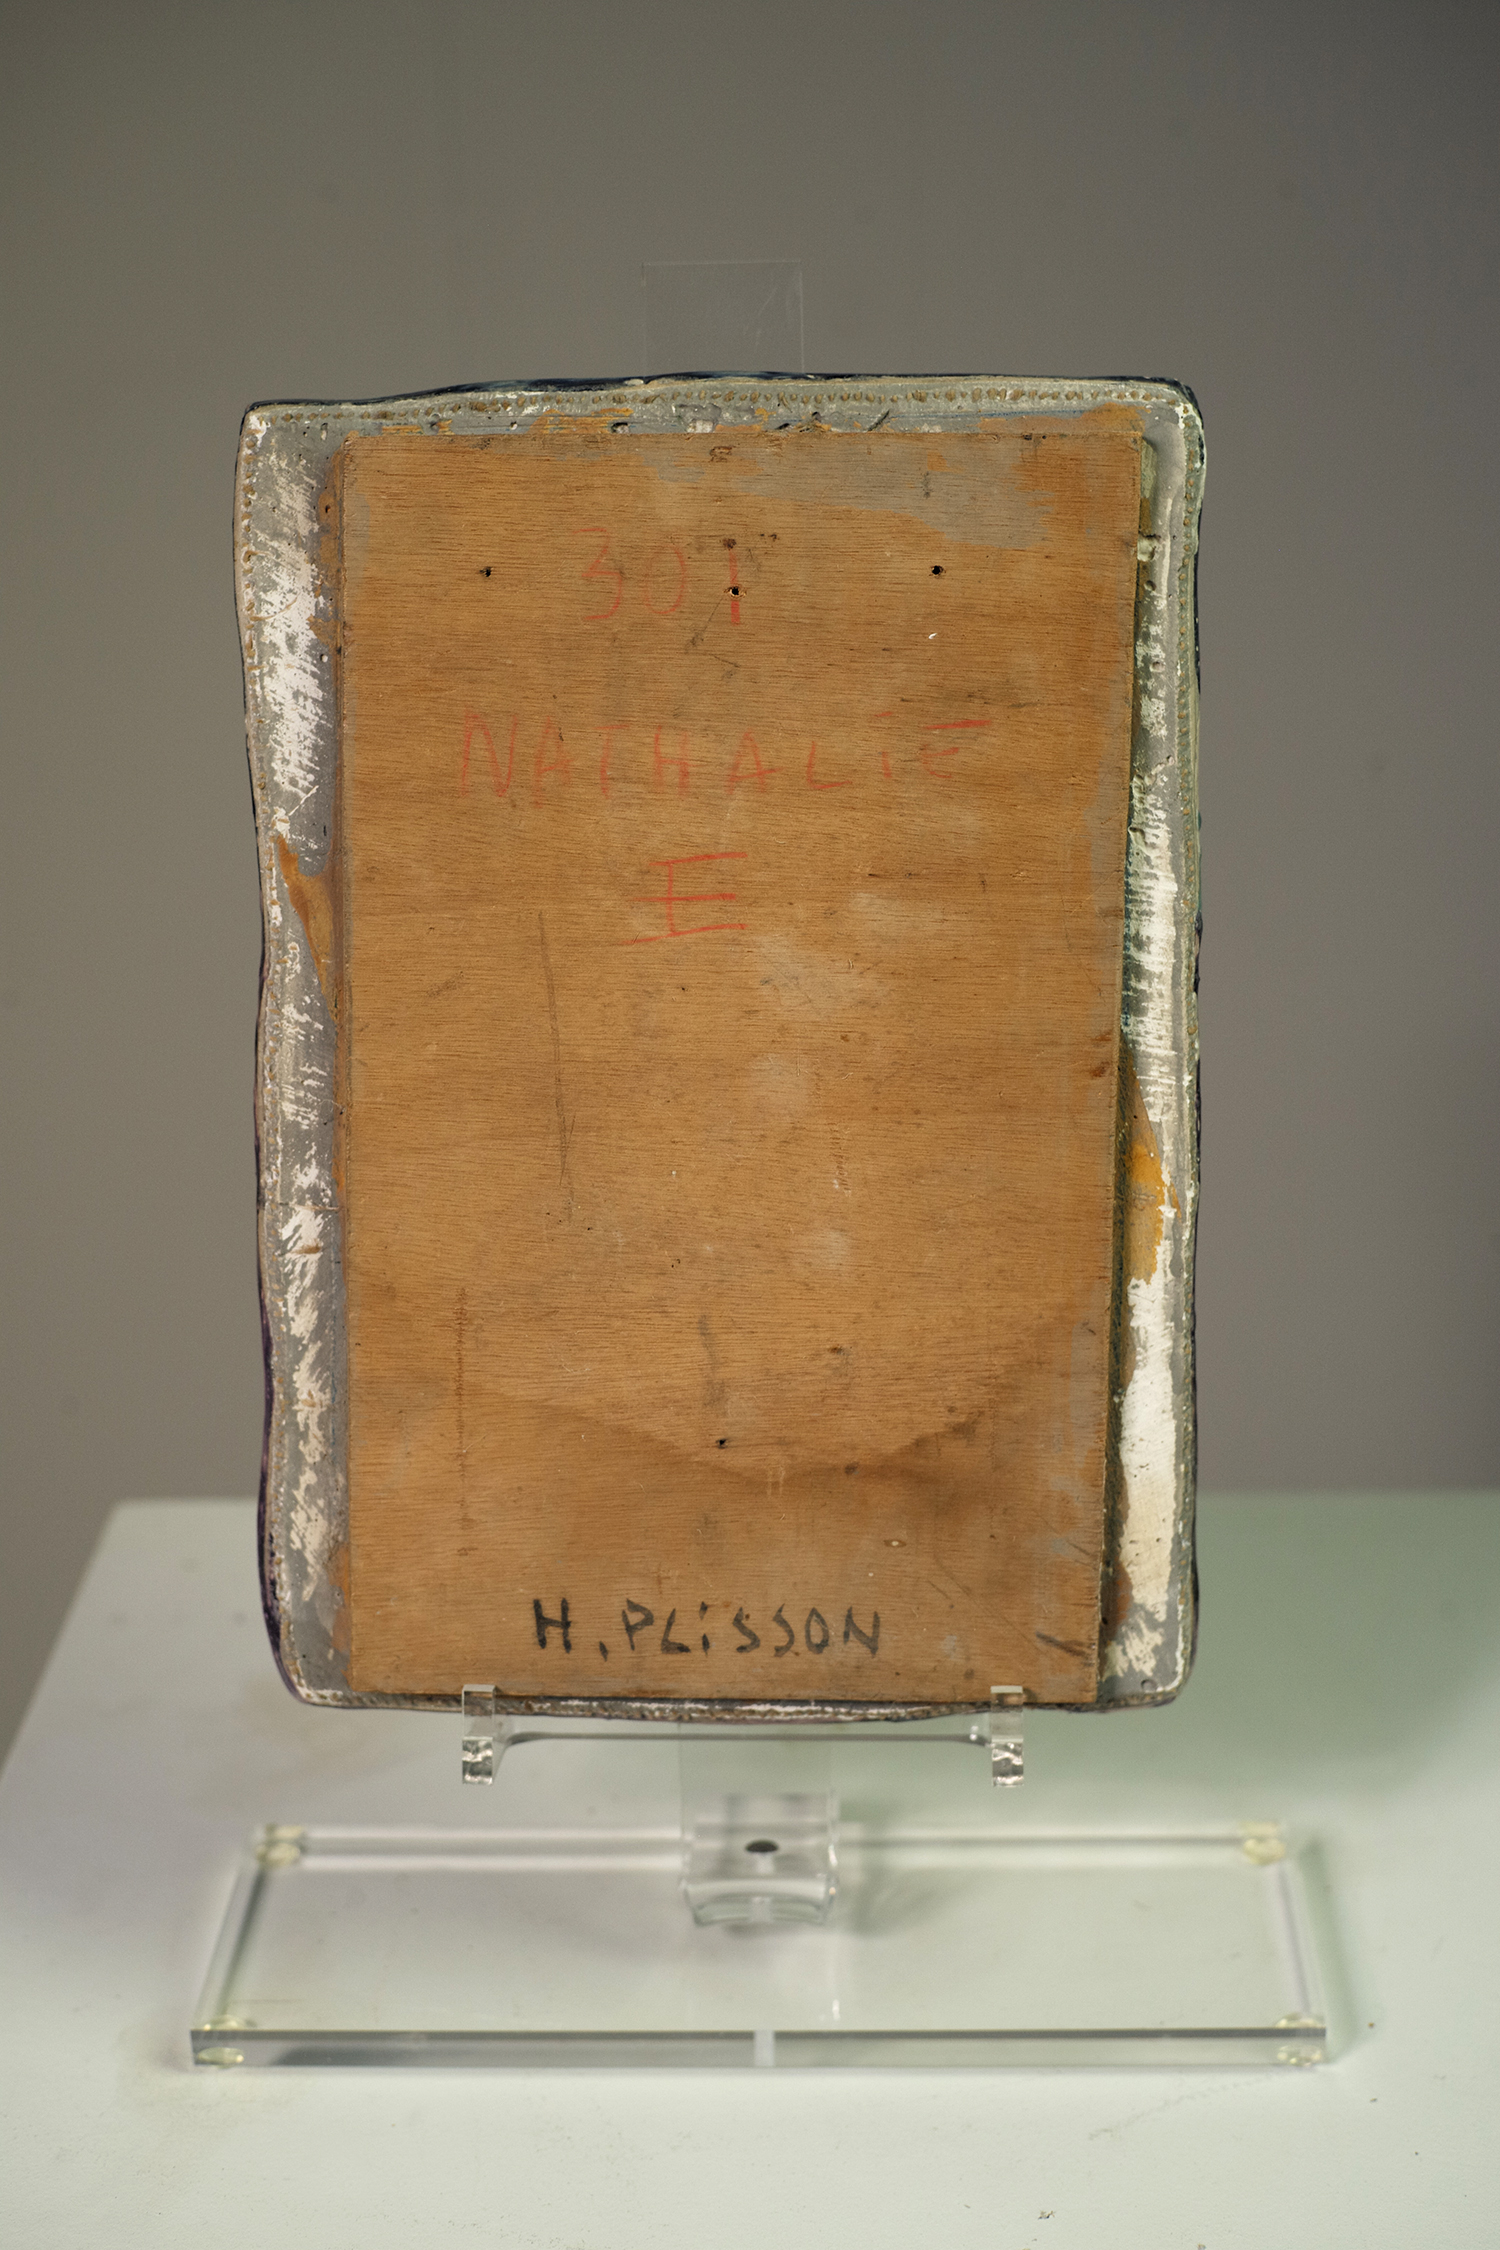 301
NATHALiE
E
H. PLiSSON